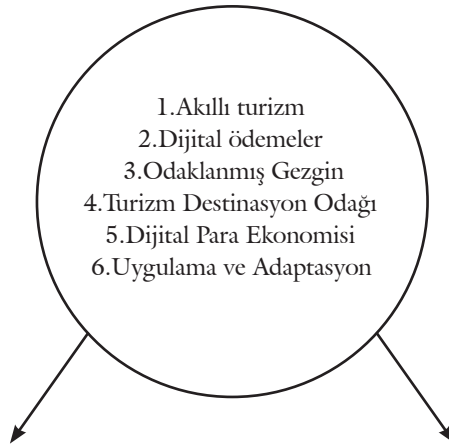 1.Akıllı turizm
2.Dijital ödemeler
3.Odaklanmış Gezgin
4.Turizm Destinasyon Odağı
5.Dijital Para Ekonomisi
6.Uygulama ve Adaptasyon